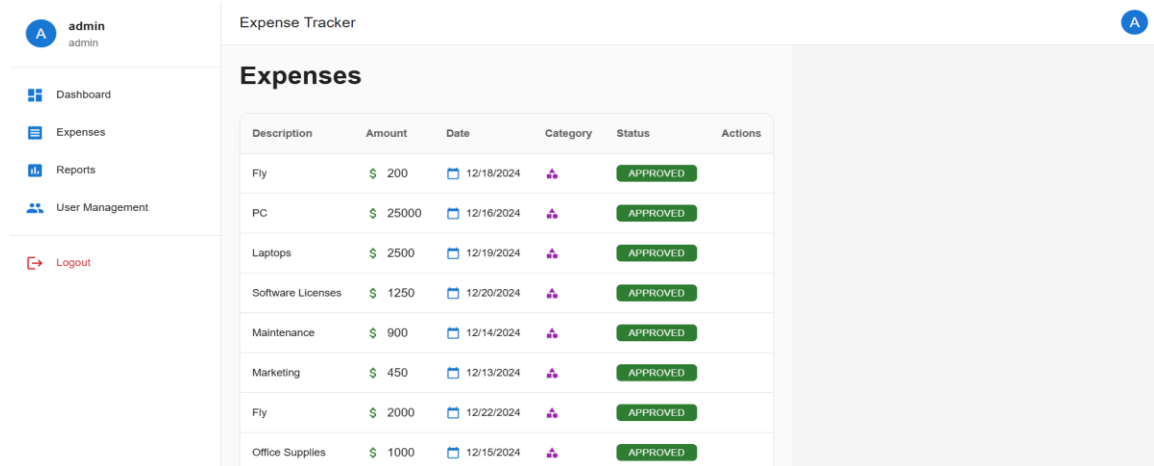 A
admin
admin
Dashboard
Expenses
Reports
User Management
Logout
Expense Tracker
A
Expenses
Description Amount Date Category Status Actions
Fly $ 200 12/18/2024 APPROVED
PC $ 25000 12/16/2024 APPROVED
Laptops $ 2500 12/19/2024 APPROVED
Software Licenses $ 1250 12/20/2024 APPROVED
Maintenance $ 900 12/14/2024 APPROVED
Marketing $ 450 12/13/2024 APPROVED
Fly $ 2000 12/22/2024 APPROVED
Office Supplies $ 1000 12/15/2024 APPROVED